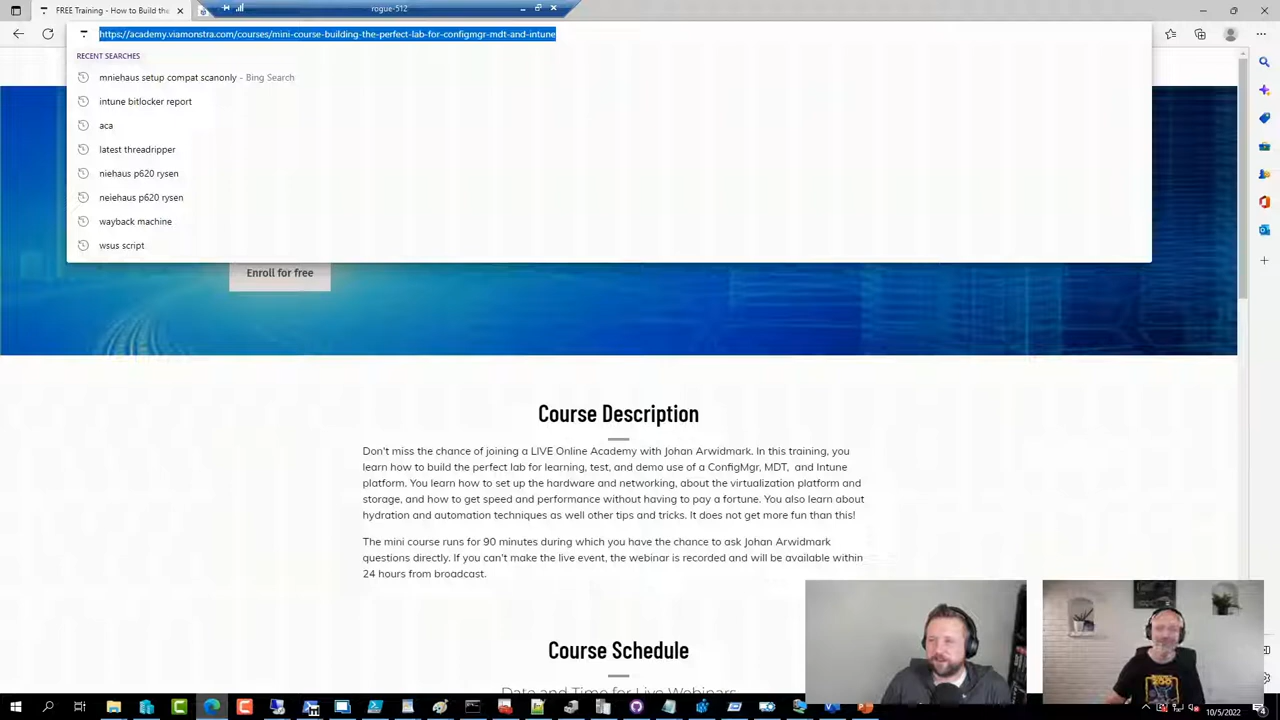 FREE Training - How to Build the
rogue-512
https://academy.viamonstra.com/courses/mini-course-building-the-perfect-lab-for-configmgr-mdt-and-intune
RECENT SEARCHES
mniehaus setup compat scanonly - Bing Search
intune bitlocker report
aca
latest threadripper
niehaus p620 rysen
neiehaus p620 rysen
wayback machine
wsus script
Enroll for free
Course Description
Don't miss the chance of joining a LIVE Online Academy with Johan Arwidmark. In this training, you
learn how to build the perfect lab for learning, test, and demo use of a ConfigMgr, MDT, and Intune
platform. You learn how to set up the hardware and networking, about the virtualization platform and
storage, and how to get speed and performance without having to pay a fortune. You also learn about
hydration and automation techniques as well other tips and tricks. It does not get more fun than this!
The mini course runs for 90 minutes during which you have the chance to ask Johan Arwidmark
questions directly. If you can't make the live event, the webinar is recorded and will be available within
24 hours from broadcast.
Course Schedule
Date and Time for Live Webinars
10/5/2022